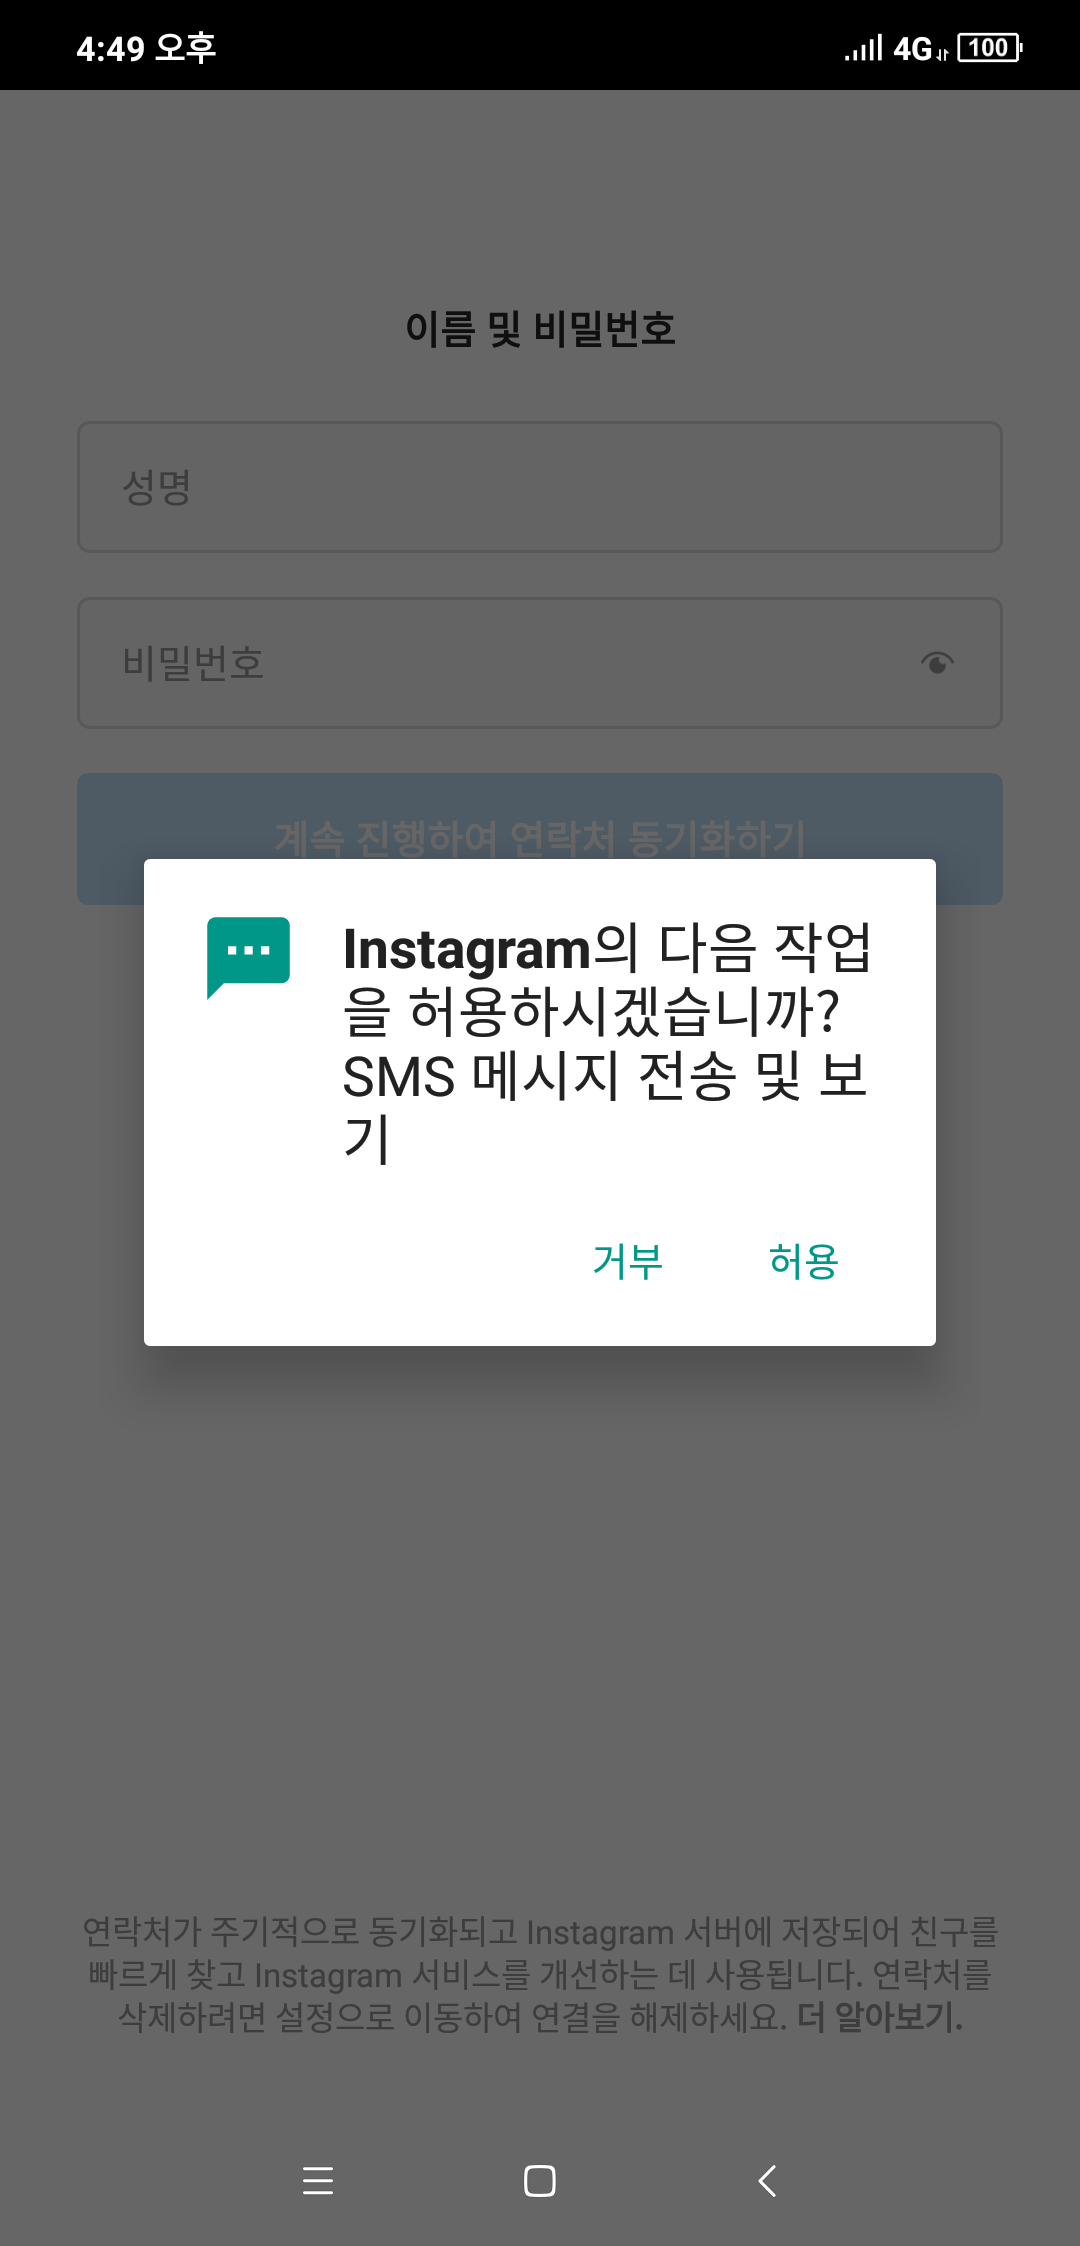 4:49 오후
4G
100
이름 및 비밀번호
성명
비밀번호
계속 진행하여 연락처 동기화하기
Instagram의 다음 작업
을 허용하시겠습니까?
SMS 메시지 전송 및 보
기
거부
허용
연락처가 주기적으로 동기화되고 Instagram 서버에 저장되어 친구를
빠르게 찾고 Instagram 서비스를 개선하는 데 사용됩니다. 연락처를
삭제하려면 설정으로 이동하여 연결을 해제하세요. 더 알아보기.